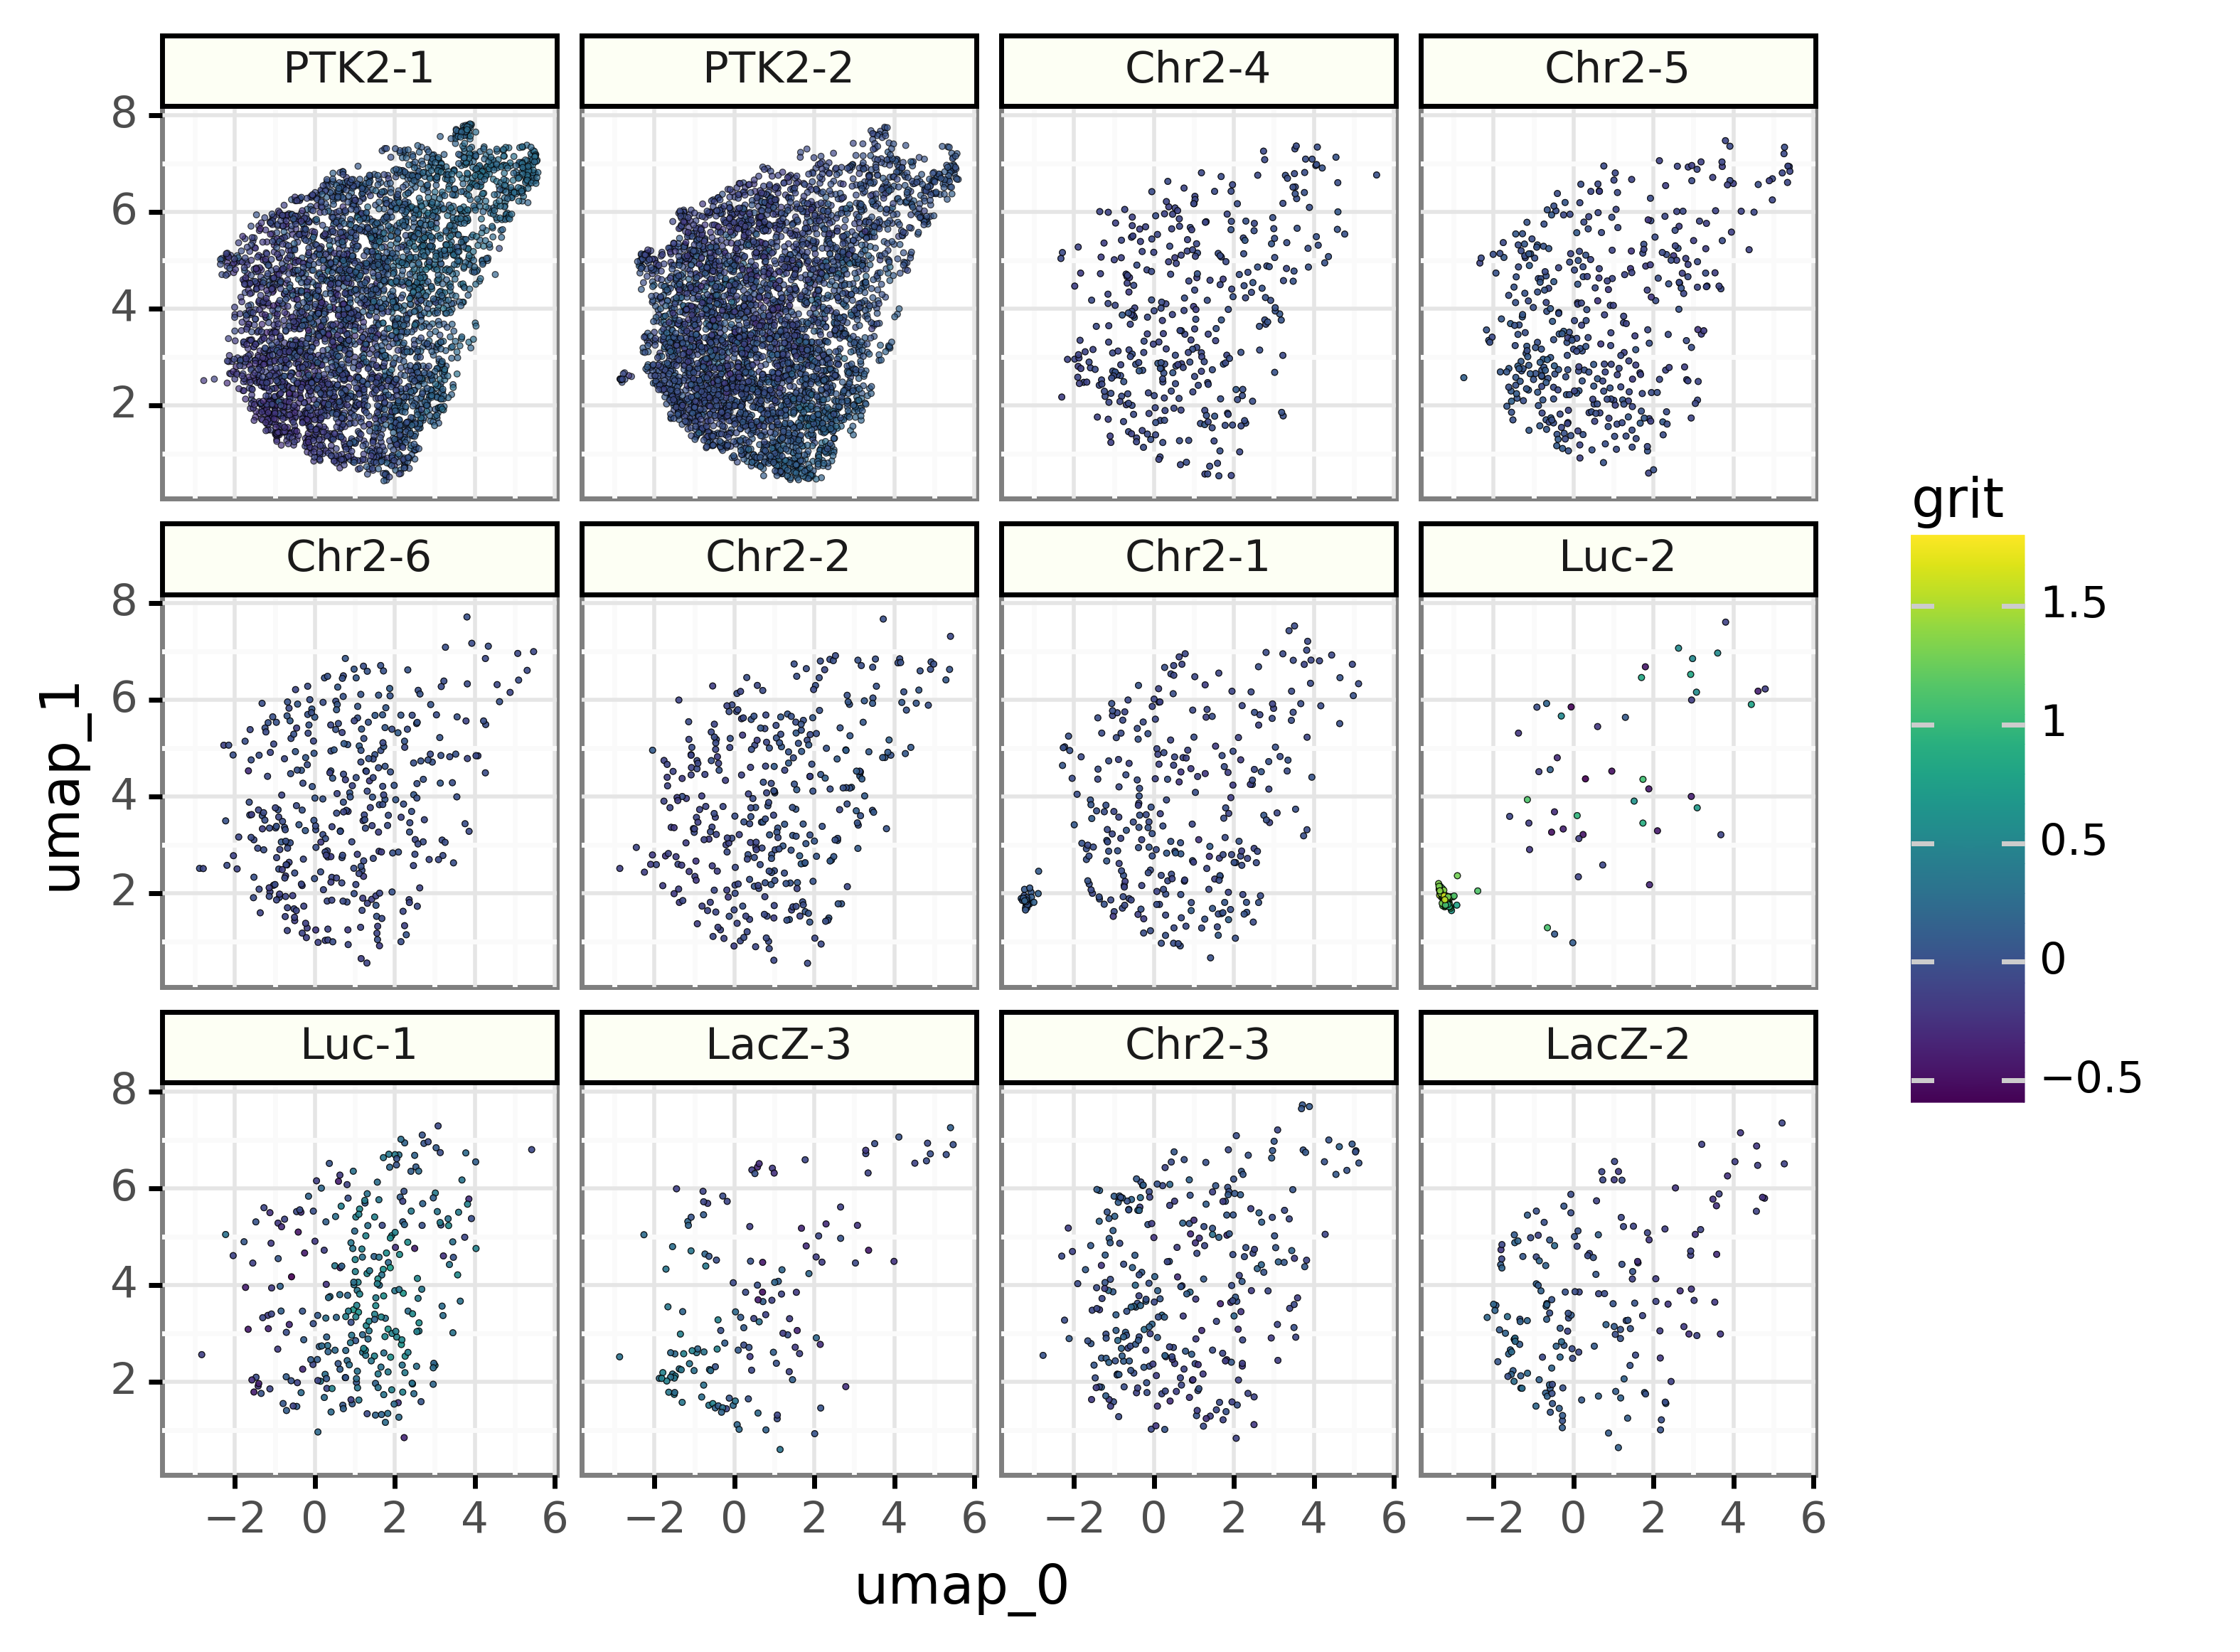 PTK2-1 PTK2-2 Chr2-4 Chr2-5
8
6
4
2
Chr2-6 Chr2-2 Chr2-1 Luc-2
8
6
4
2
Luc-1 LacZ-3 Chr2-3 LacZ-2
8
6
4
2
−2 0 2 4 6 −2 0 2 4 6 −2 0 2 4 6 −2 0 2 4 6
umap_0
umap_1
grit
1.5
1
0.5
0
−0.5